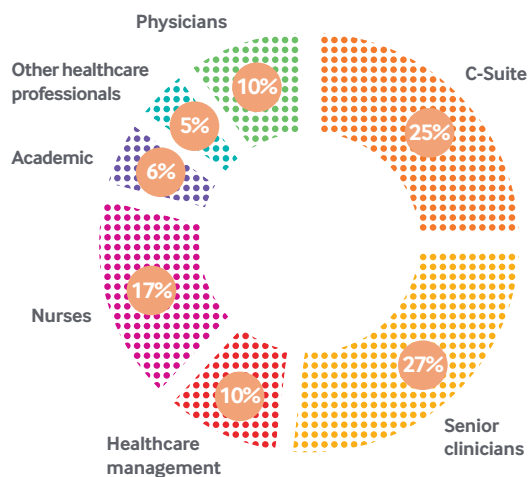 Physicians
10%
C-Suite
25%
Senior
clinicians
27%
Healthcare
management
10%
Nurses
17%
Academic
6%
Other healthcare
professionals
5%